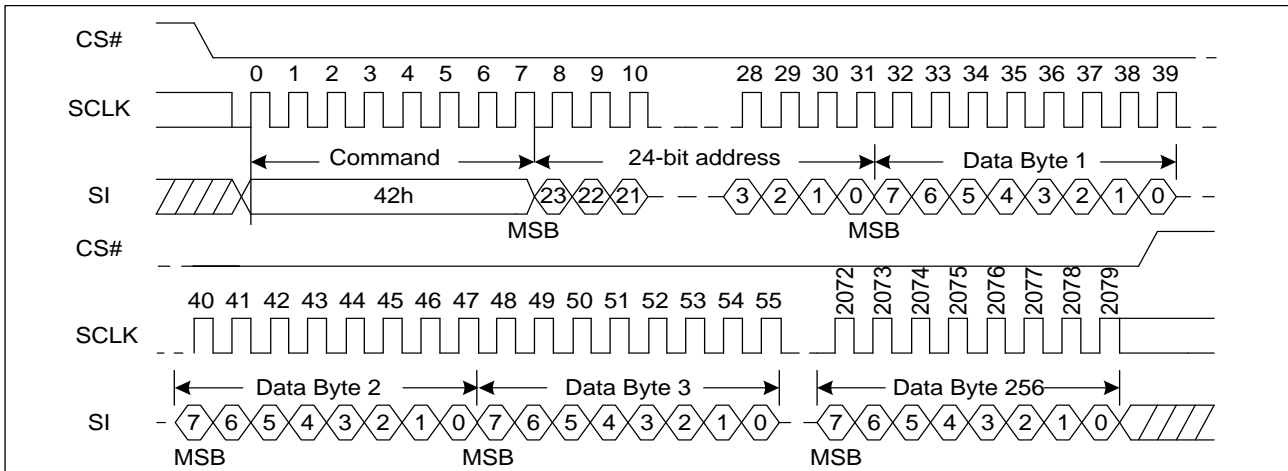 CS#
0 1 2 3 4 5 6 7 8 9 10 28 29 30 31 32 33 34 35 36 37 38 39
SCLK
Command 24-bit address Data Byte 1
SI 42h 23 22 21 3 2 1 0 7 6 5 4 3 2 1 0
MSB MSB
CS#
40 41 42 43 44 45 46 47 48 49 50 51 52 53 54 55 2072 2073 2074 2075 2076 2077 2078 2079
SCLK
Data Byte 2 Data Byte 3 Data Byte 256
SI 7 6 5 4 3 2 1 0 7 6 5 4 3 2 1 0 7 6 5 4 3 2 1 0
MSB MSB MSB